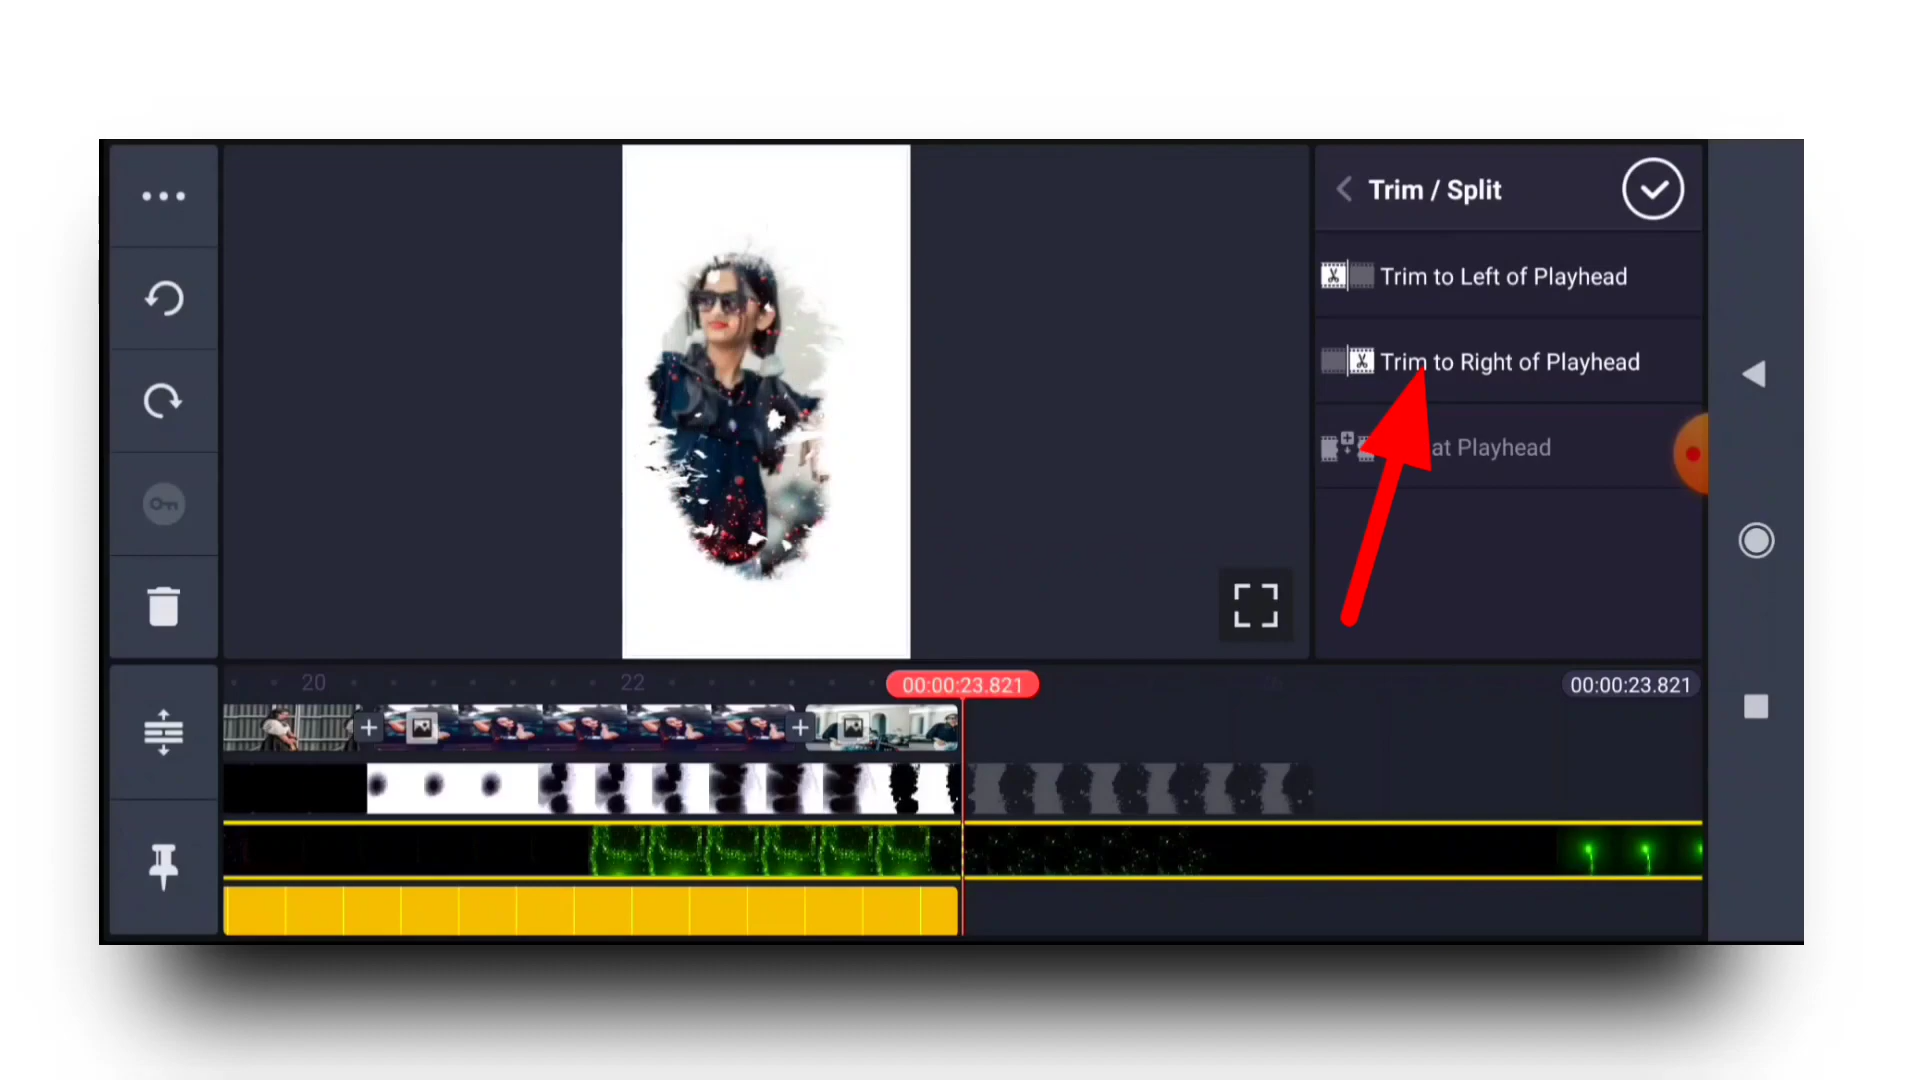 Trim / Split
Trim to Left of Playhead
Trim to Right of Playhead
at Playhead
20
22
00:00:23.821
00:00:23.821